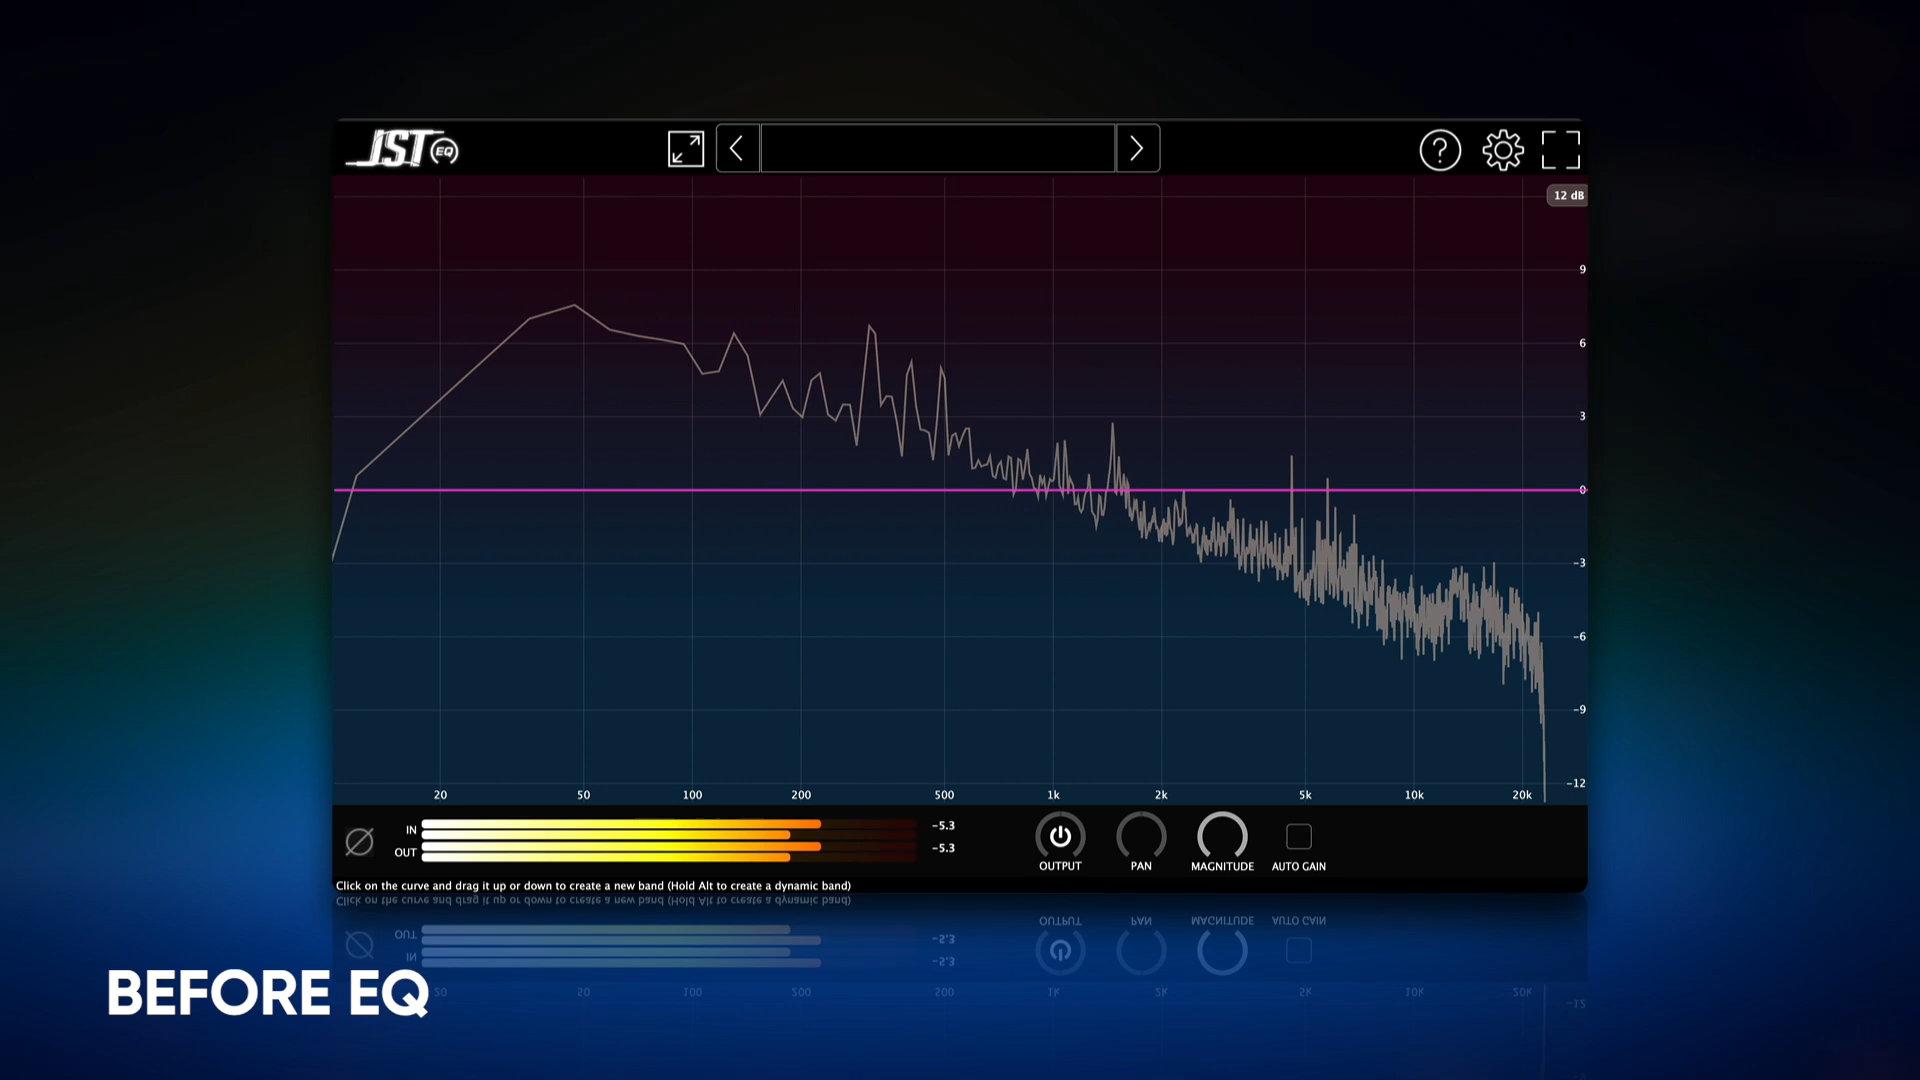 JST EQ
?
12 dB
9
6
3
0
-3
-6
-9
-12
20 50 100 200 500 1k 2k 5k 10k 20k
IN -5.3
OUT -5.3
OUTPUT PAN MAGNITUDE AUTO GAIN
Click on the curve and drag it up or down to create a new band (Hold Alt to create a dynamic band)
BEFORE EQ